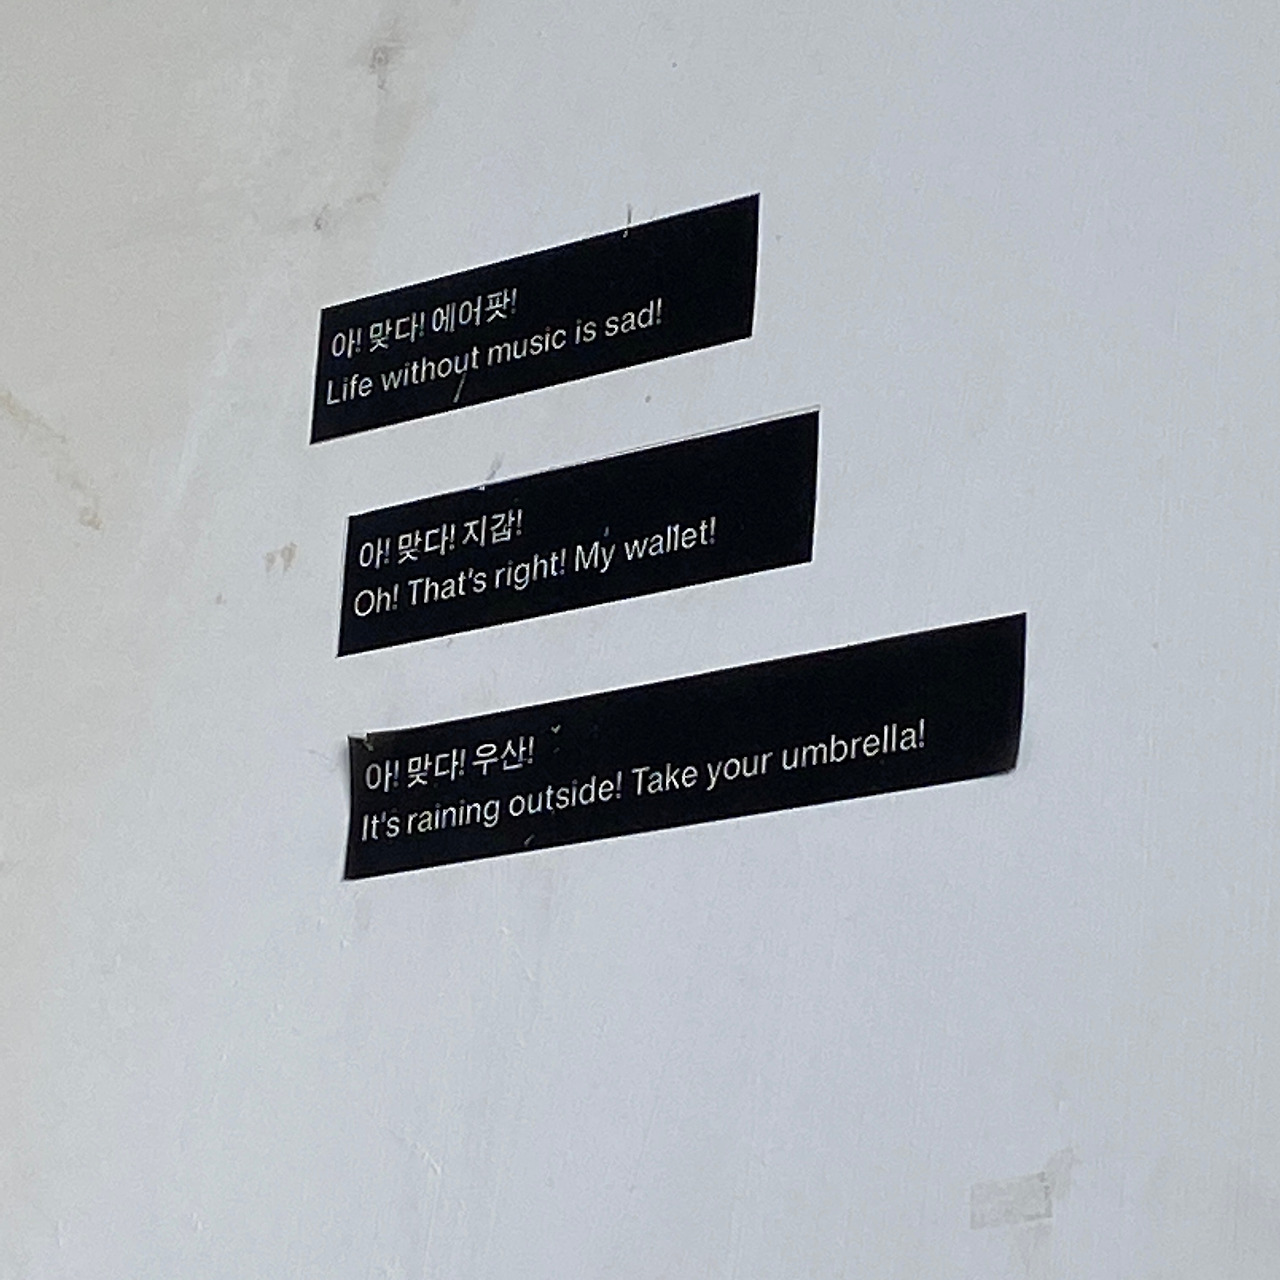 아! 맞다! 에어팟!
Life without music is sad!
아! 맞다! 지갑!
Oh! That's right! My wallet!
아! 맞다! 우산!
It's raining outside! Take your umbrella!